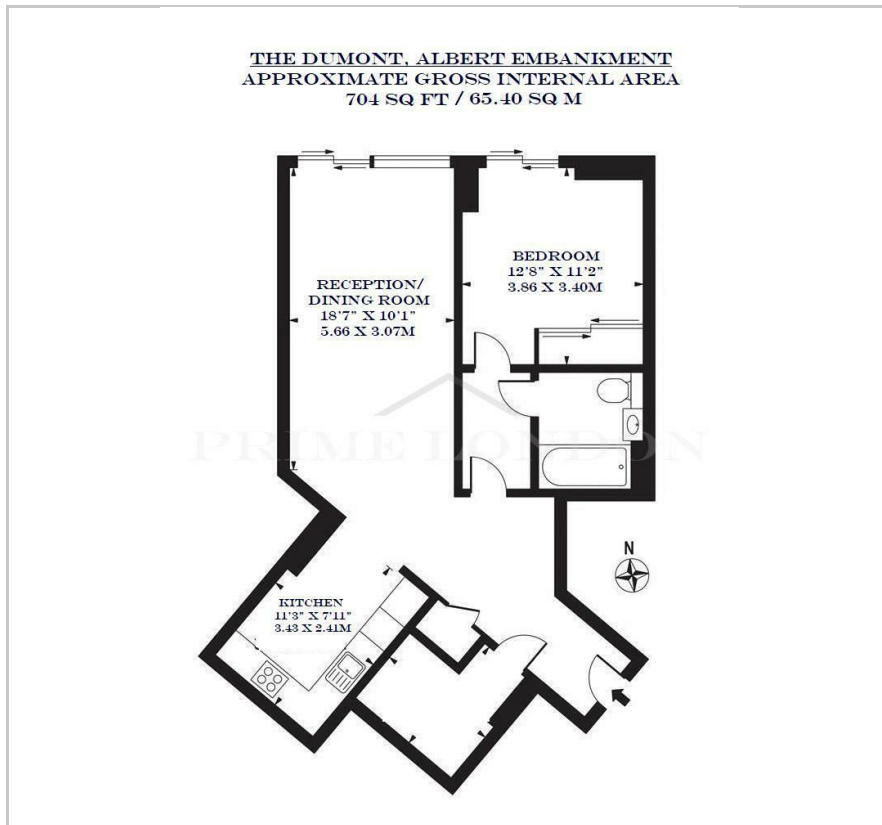 THE DUMONT, ALBERT EMBANKMENT
APPROXIMATE GROSS INTERNAL AREA
704 SQ FT / 65.40 SQ M
BEDROOM
12'8" X 11'2"
3.86 X 3.40M
RECEPTION/
DINING ROOM
18'7" X 10'1"
5.66 X 3.07M
PRIME LONDON
N
KITCHEN
11'3" X 7'11"
3.43 X 2.41M